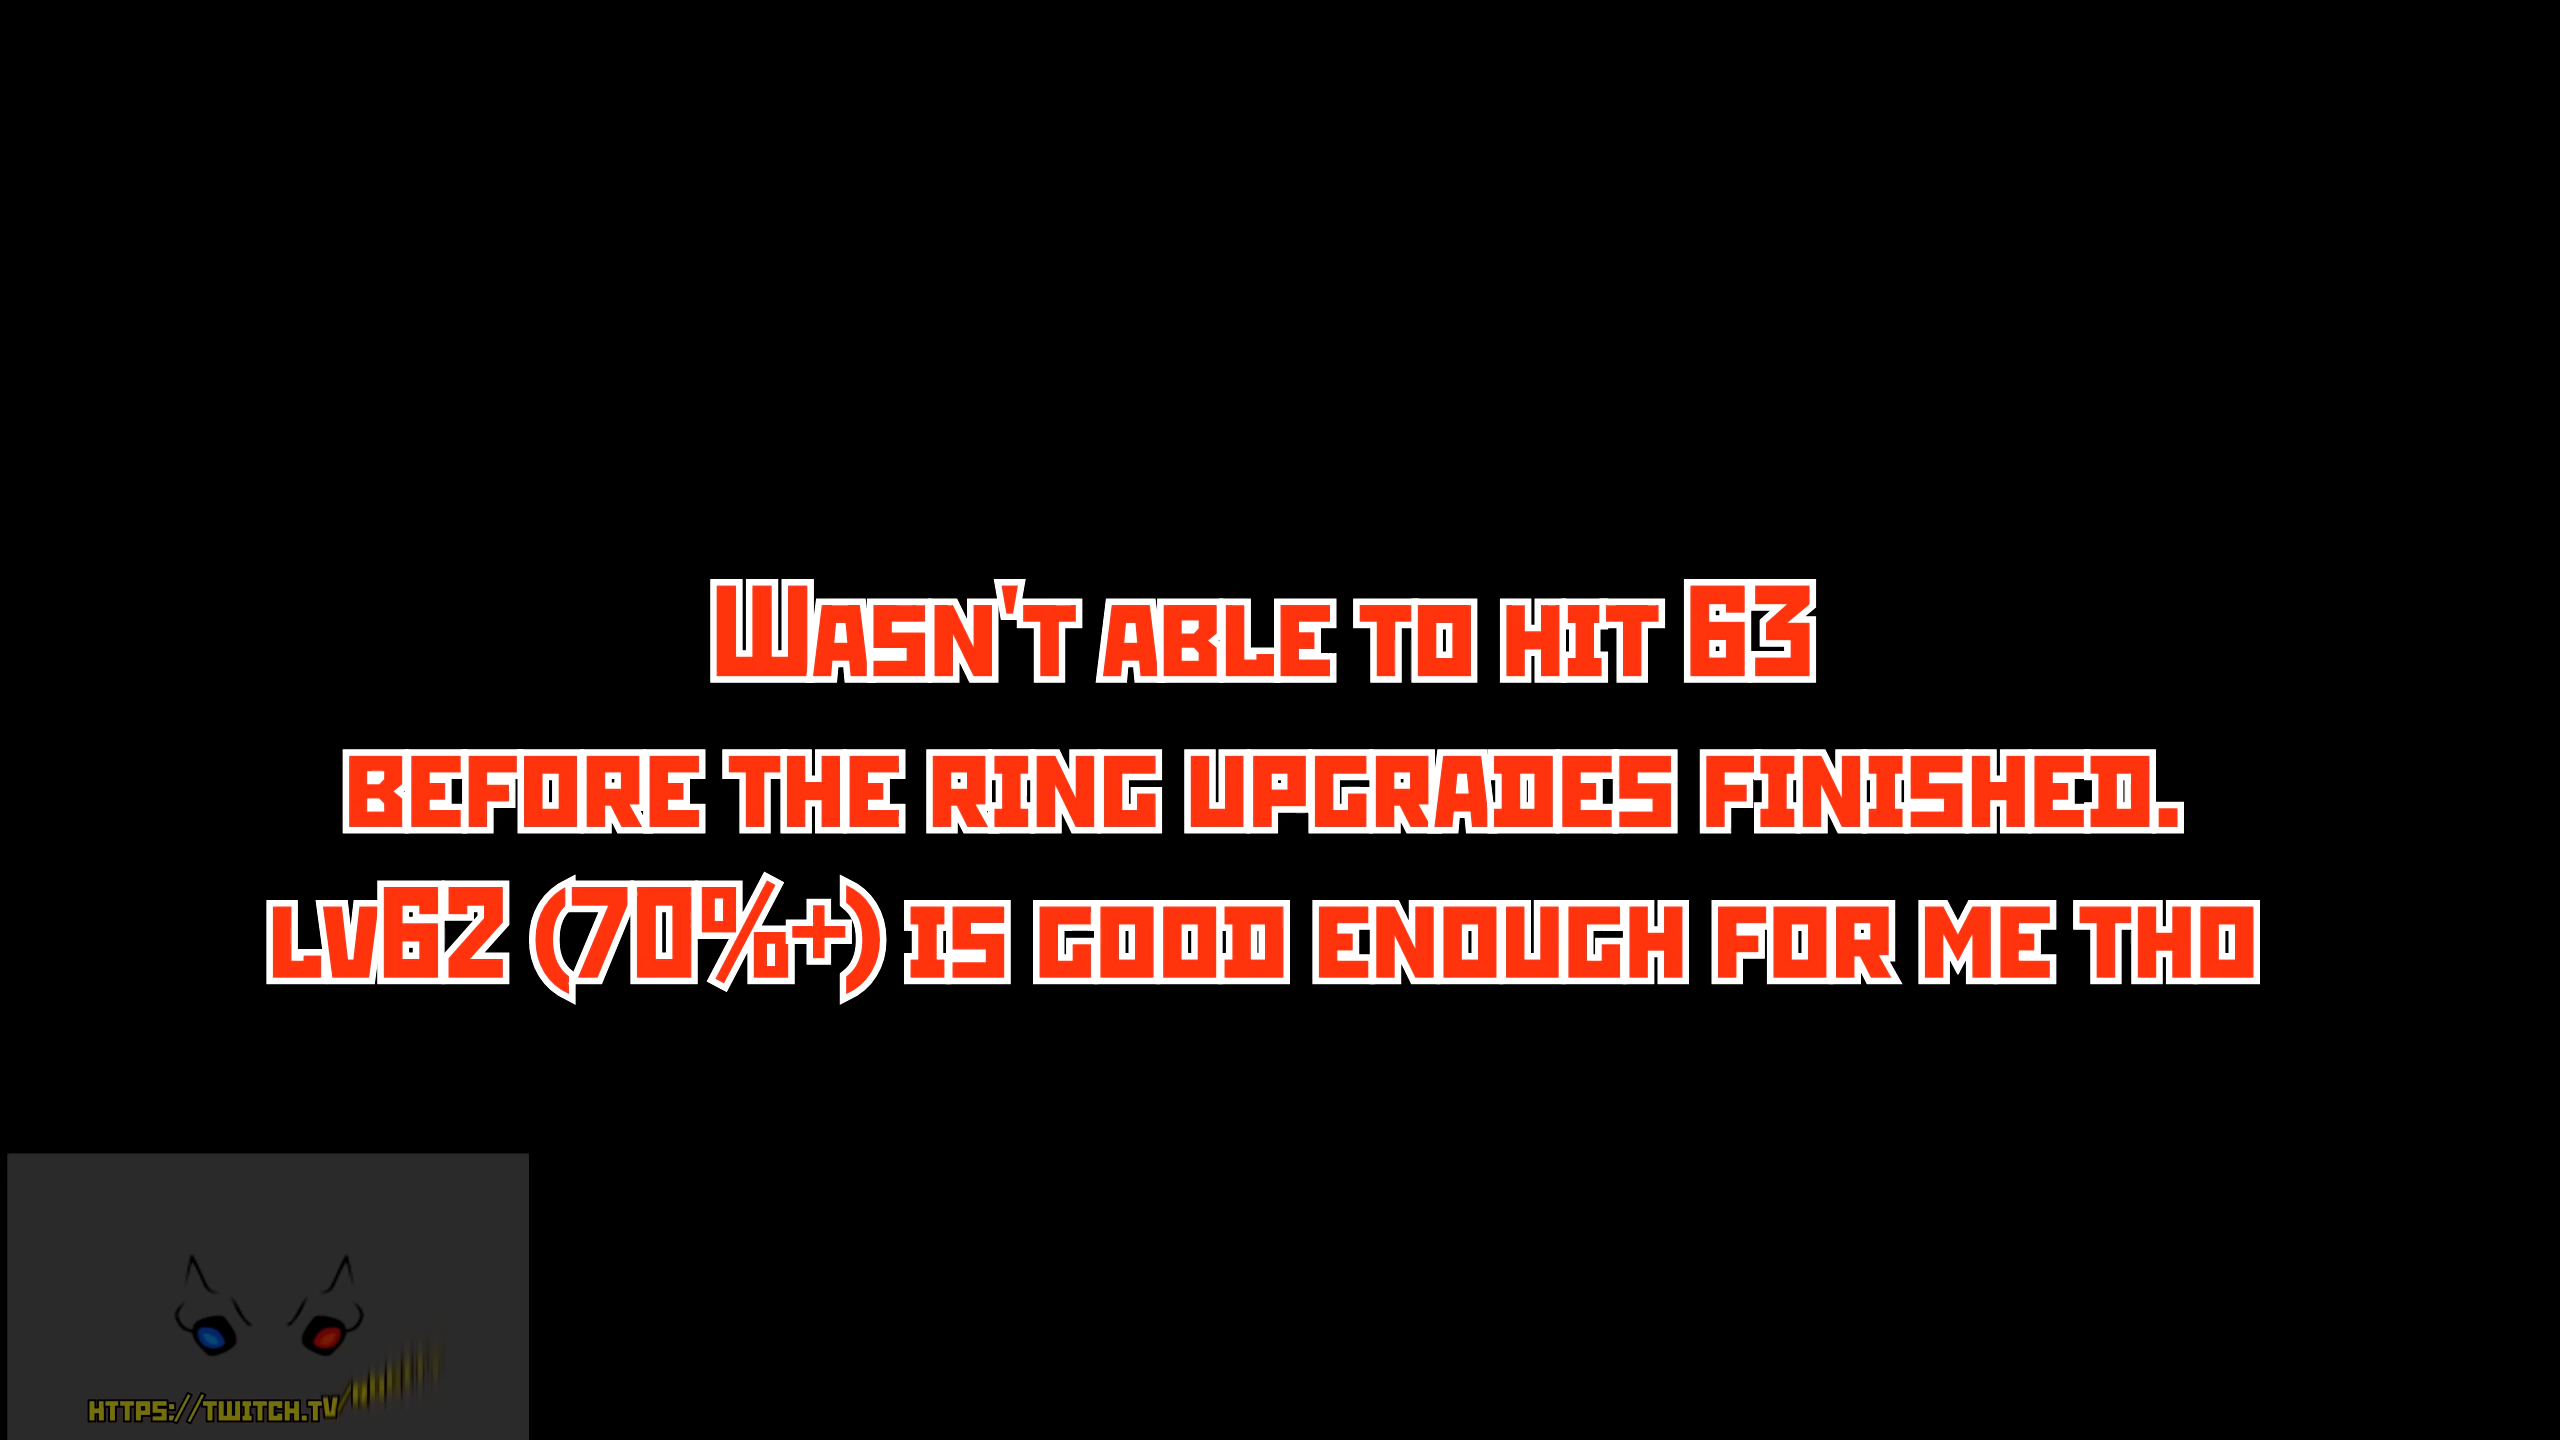 Wasn't able to hit 63
before the ring upgrades finished.
lv62 (70%+) is good enough for me tho
https://twitch.tv/